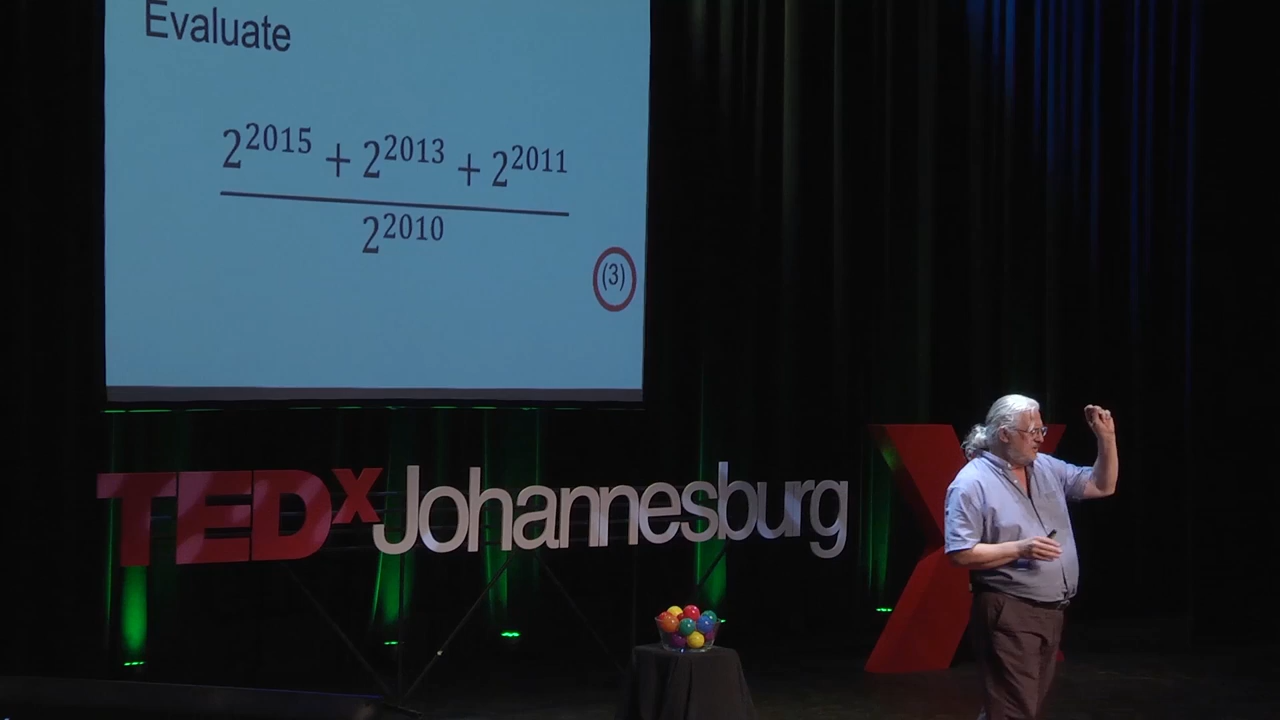 Evaluate
2^2015 + 2^2013 + 2^2011
2^2010
(3)
TEDxJohannesburg
X